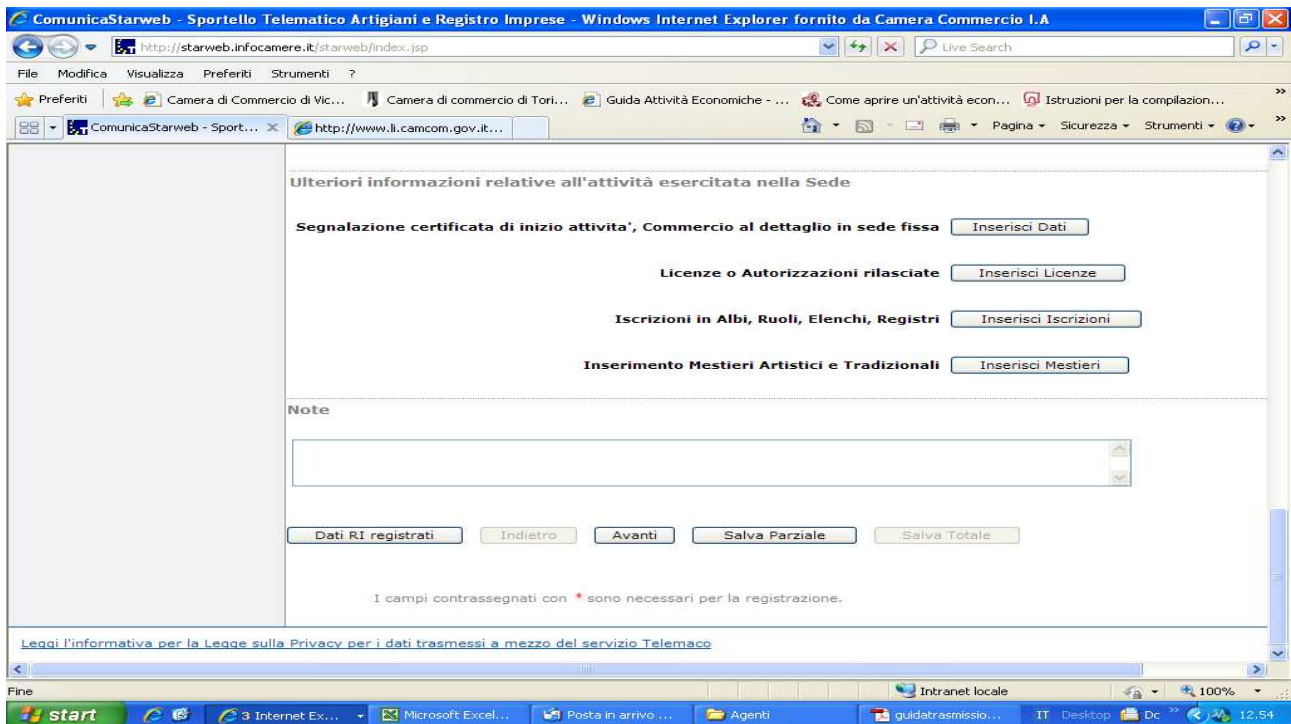 ComunicaStarweb - Sportello Telematico Artigiani e Registro Imprese - Windows Internet Explorer fornito da Camera Commercio I.A
http://starweb.infocamere.it/starweb/index.jsp
Live Search
File Modifica Visualizza Preferiti Strumenti ?
Preferiti Camera di Commercio di Vic... Camera di commercio di Tori... Guida Attività Economiche - ... Come aprire un'attività econ... Istruzioni per la compilazion... »
ComunicaStarweb - Sport... http://www.li.camcom.gov.it... Pagina Sicurezza Strumenti »
Ulteriori informazioni relative all'attività esercitata nella Sede
Segnalazione certificata di inizio attivita', Commercio al dettaglio in sede fissa Inserisci Dati
Licenze o Autorizzazioni rilasciate Inserisci Licenze
Iscrizioni in Albi, Ruoli, Elenchi, Registri Inserisci Iscrizioni
Inserimento Mestieri Artistici e Tradizionali Inserisci Mestieri
Note
Dati RI registrati Indietro Avanti Salva Parziale Salva Totale
I campi contrassegnati con * sono necessari per la registrazione.
Leggi l'informativa per la Legge sulla Privacy per i dati trasmessi a mezzo del servizio Telemaco
Fine Intranet locale 100%
start 3 Internet Ex... Microsoft Excel... Posta in arrivo ... Agenti guidatrasmissio... IT Desktop Dc » 12.54